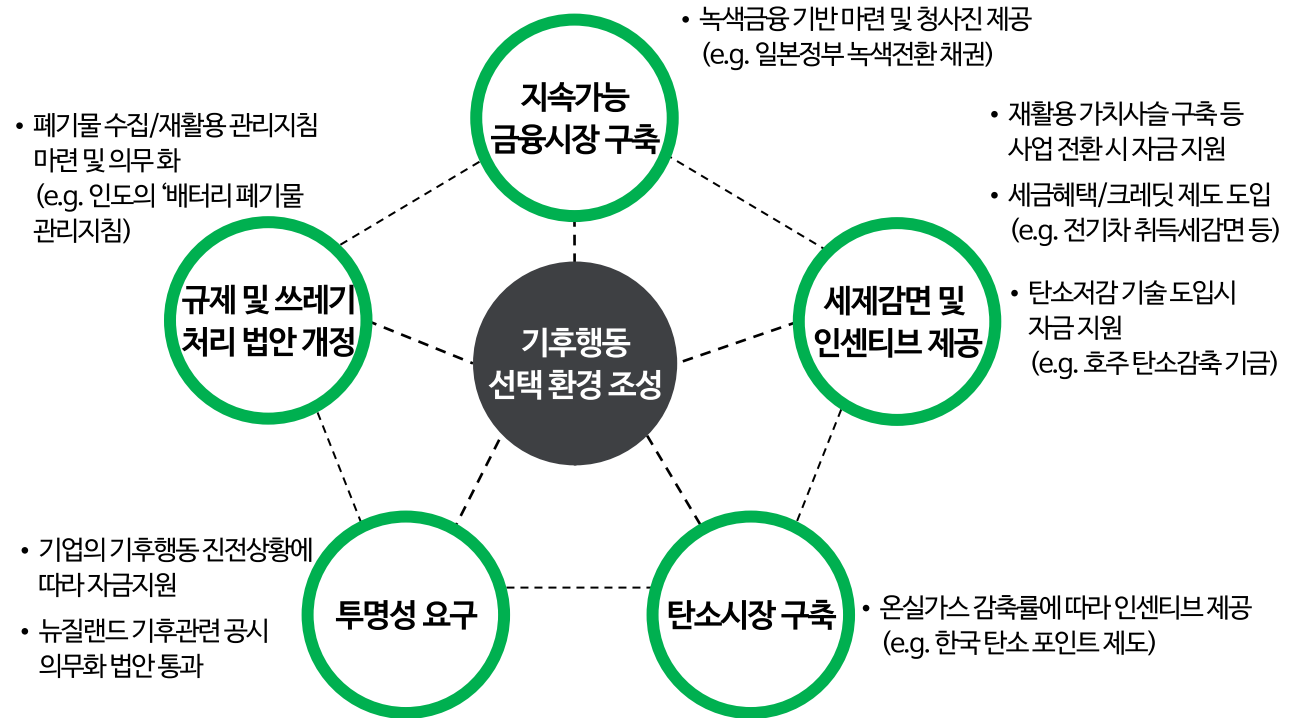 • 녹색금융 기반 마련 및 청사진 제공
(e.g. 일본정부 녹색전환 채권)
지속가능
금융시장 구축
• 폐기물 수집/재활용 관리지침
마련 및 의무 화
(e.g. 인도의 ‘배터리 폐기물
관리지침)
• 재활용 가치사슬 구축 등
사업 전환 시 자금 지원
• 세금혜택/크레딧 제도 도입
(e.g. 전기차 취득세감면 등)
규제 및 쓰레기
처리 법안 개정
기후행동
선택 환경 조성
세제감면 및
인센티브 제공
• 탄소저감 기술 도입시
자금 지원
(e.g. 호주 탄소감축 기금)
• 기업의 기후행동 진전상황에
따라 자금지원
• 뉴질랜드 기후관련 공시
의무화 법안 통과
투명성 요구
탄소시장 구축
• 온실가스 감축률에 따라 인센티브 제공
(e.g. 한국 탄소 포인트 제도)